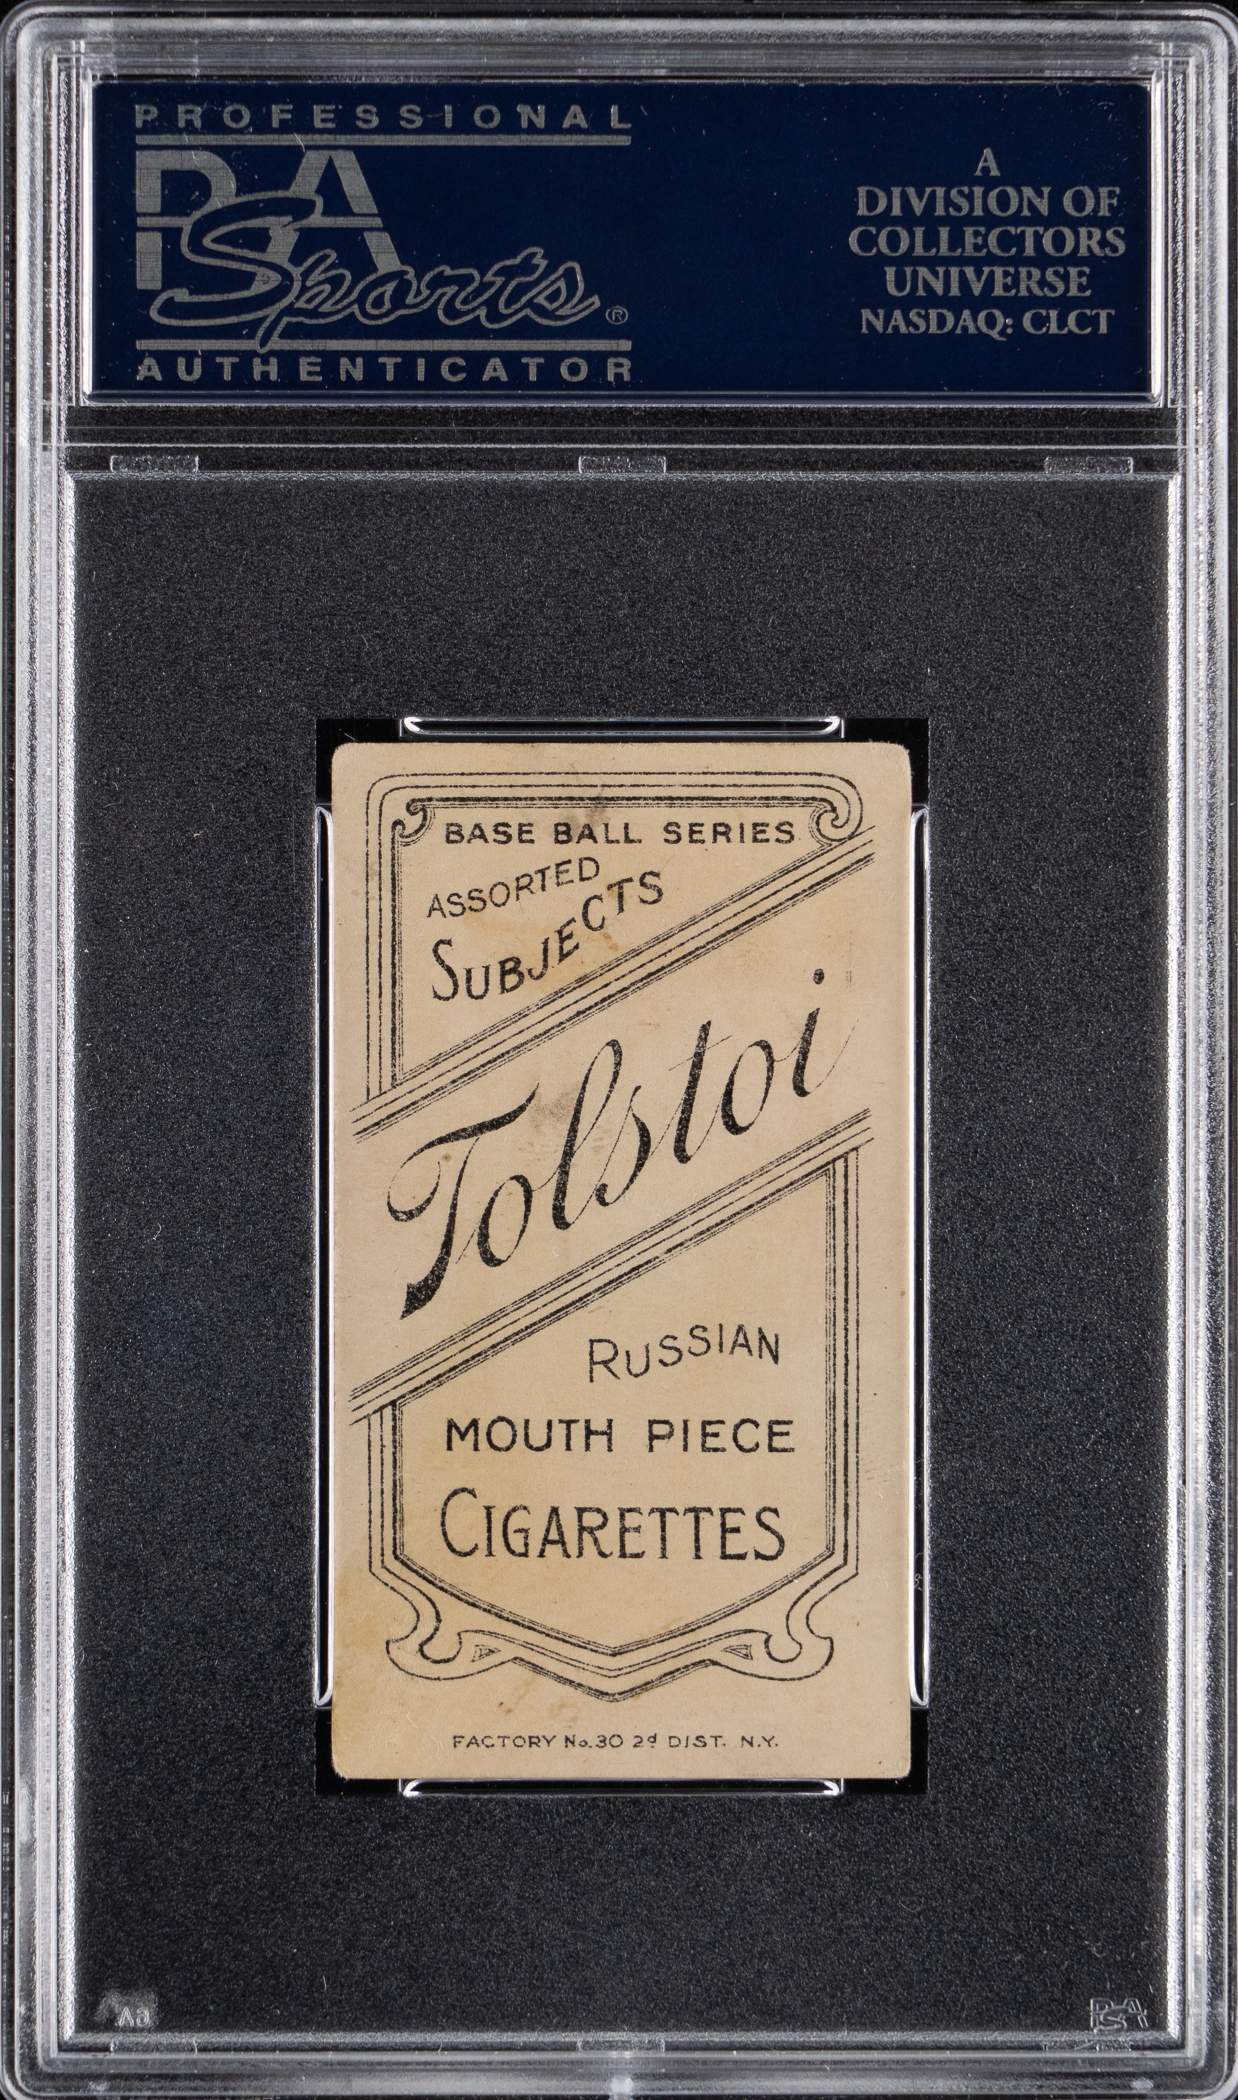 PROFESSIONAL
PSA
Sports®
AUTHENTICATOR
A
DIVISION OF
COLLECTORS
UNIVERSE
NASDAQ: CLCT
BASE BALL SERIES
ASSORTED
SUBJECTS
Tolstoi
RUSSIAN
MOUTH PIECE
CIGARETTES
FACTORY No. 30 2d DIST. N.Y.
PSA